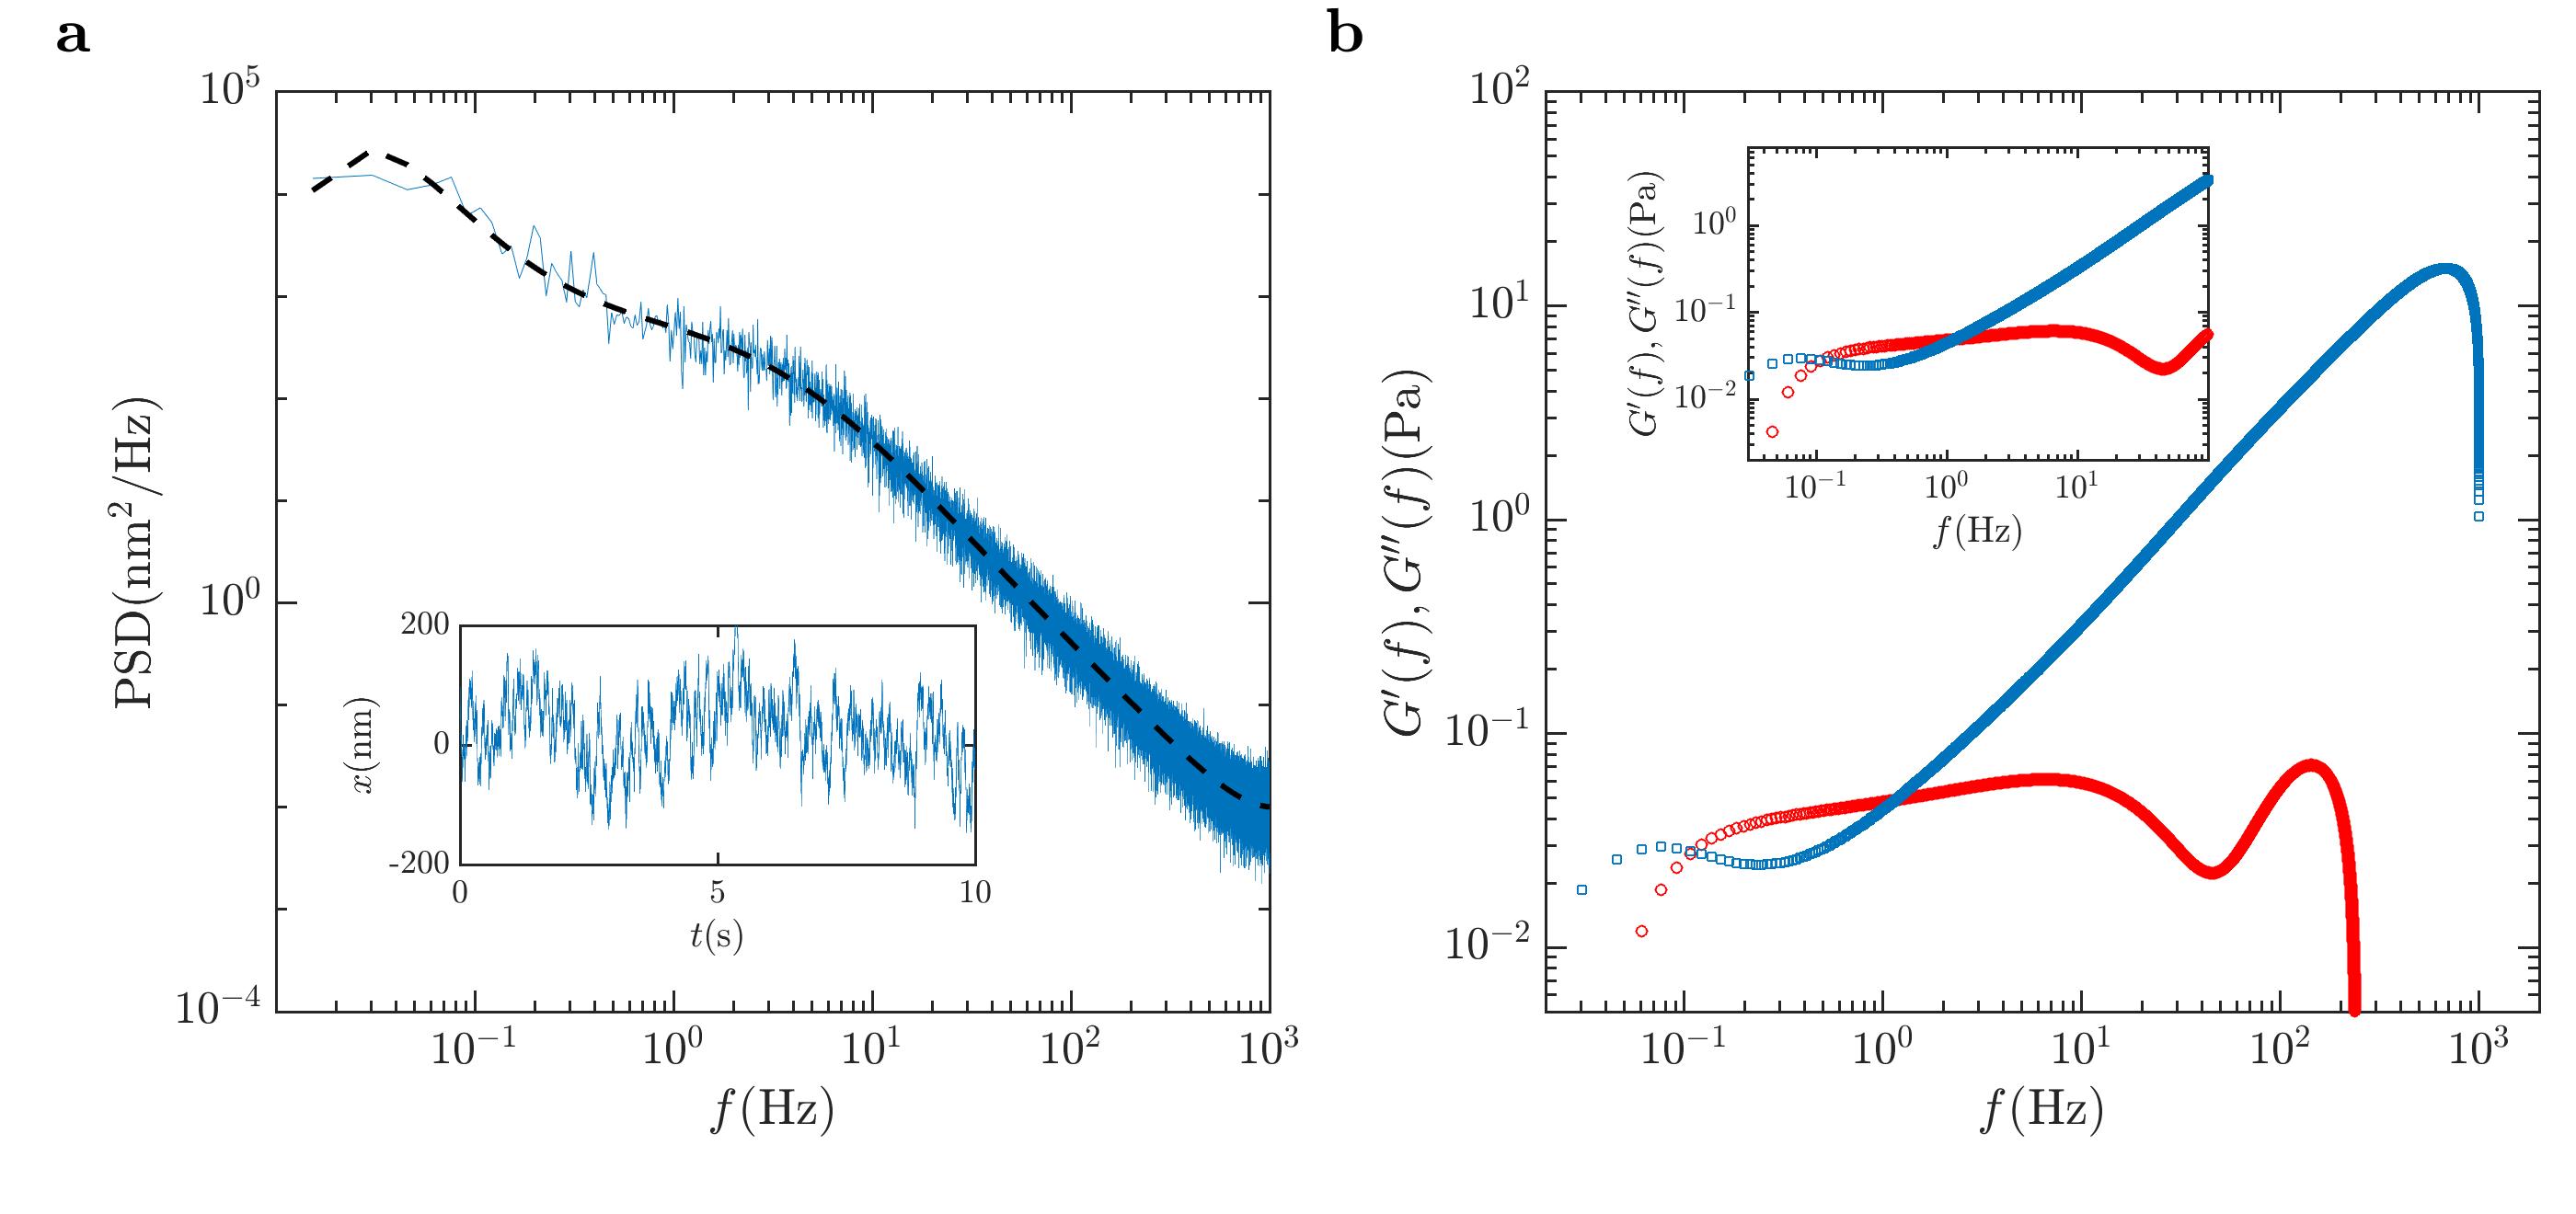 a
10^5
10^0
10^-4
PSD(nm^2/Hz)
200
0
-200
x(nm)
0 5 10
t(s)
10^-1 10^0 10^1 10^2 10^3
f(Hz)
b
10^2
10^1
10^0
10^-1
10^-2
G'(f), G''(f)(Pa)
10^0
10^-1
10^-2
G'(f), G''(f)(Pa)
10^-1 10^0 10^1
f(Hz)
10^-1 10^0 10^1 10^2 10^3
f(Hz)